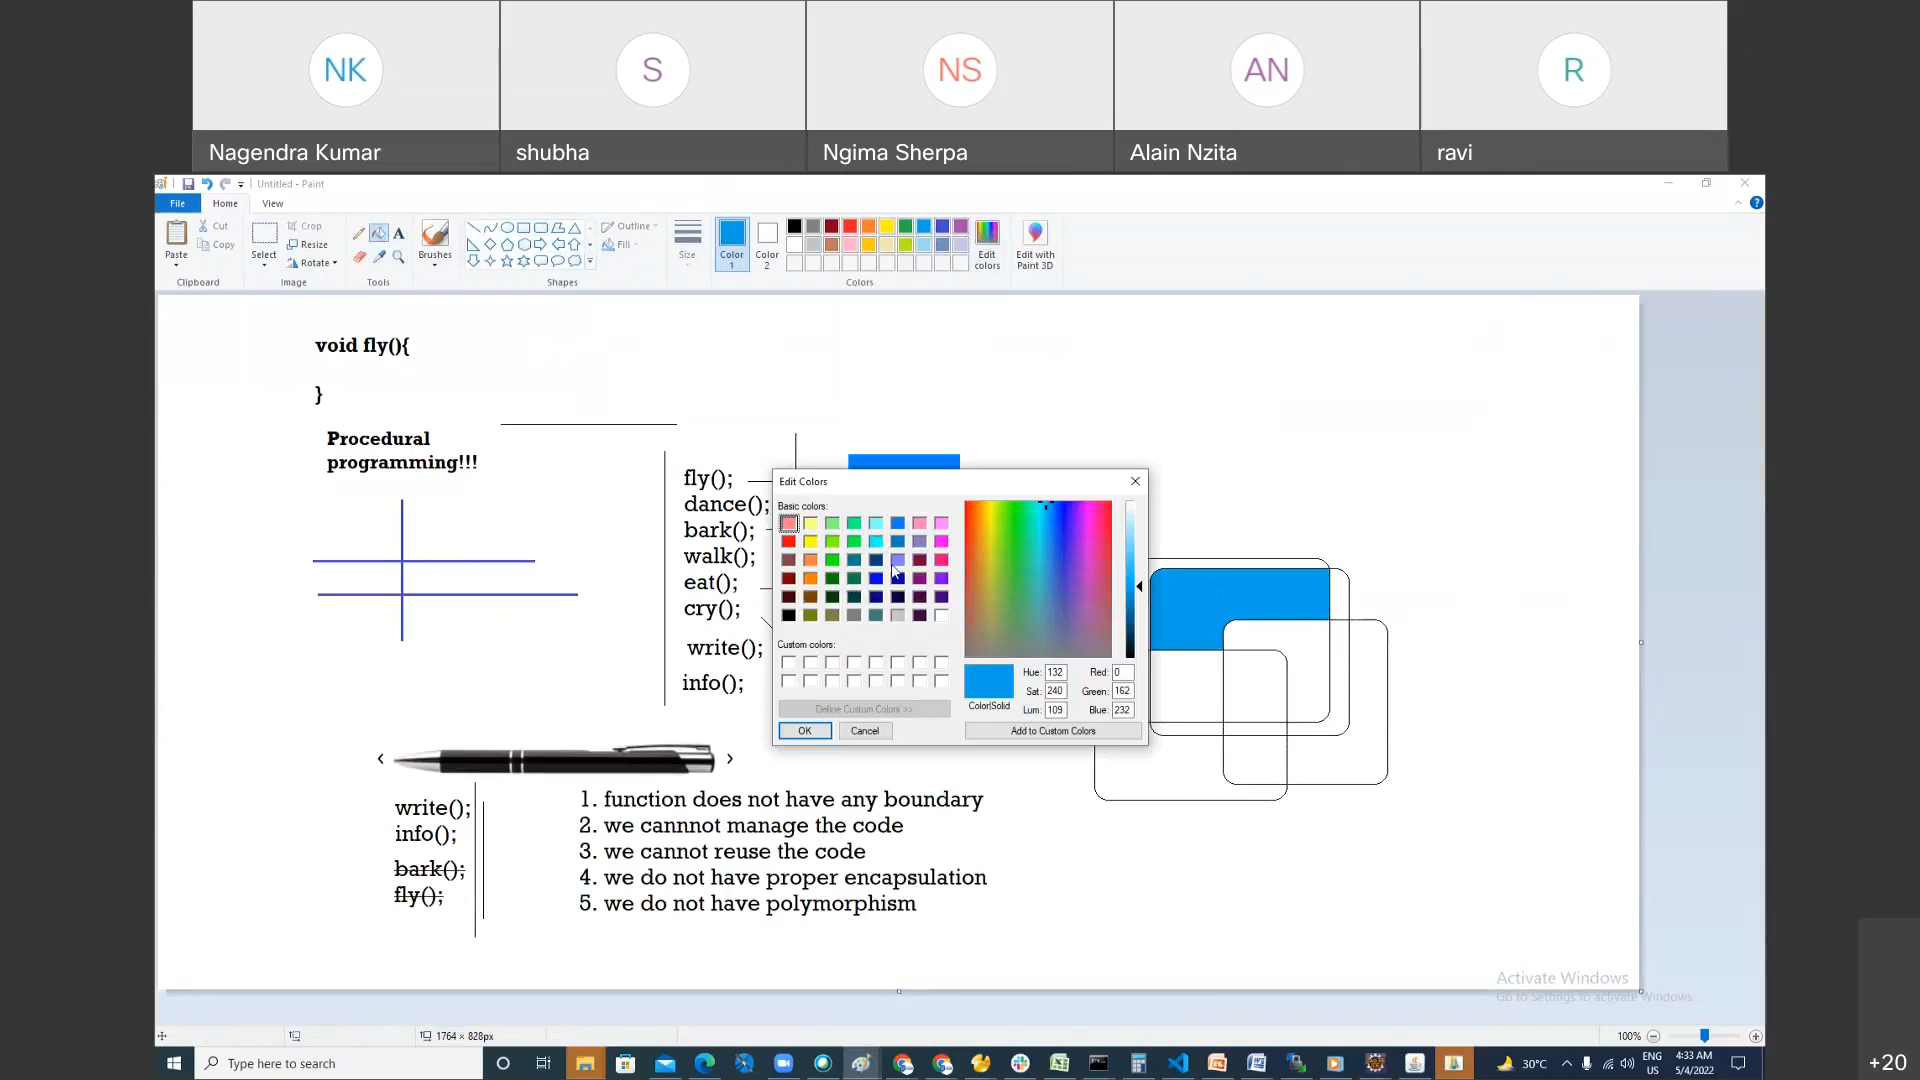 NK
S
NS
AN
R
Nagendra Kumar
shubha
Ngima Sherpa
Alain Nzita
ravi
Untitled - Paint
File
Home
View
Paste
Cut
Copy
Clipboard
Select
Crop
Resize
Rotate
Image
A
Tools
Brushes
Outline
Fill
Shapes
Size
Color 1
Color 2
Edit colors
Colors
Edit with Paint 3D
void fly(){
}
Procedural
programming!!!
fly();
dance();
bark();
walk();
eat();
cry();
write();
info();
Edit Colors
Basic colors:
Custom colors:
Define Custom Colors >>
OK
Cancel
Color|Solid
Hue: 132
Sat: 240
Lum: 109
Red: 0
Green: 162
Blue: 232
Add to Custom Colors
write();
info();
bark();
fly();
1. function does not have any boundary
2. we cannnot manage the code
3. we cannot reuse the code
4. we do not have proper encapsulation
5. we do not have polymorphism
Activate Windows
Go to Settings to activate Windows.
1764 × 828px
100%
Type here to search
30°C
ENG
US
4:33 AM
5/4/2022
+20